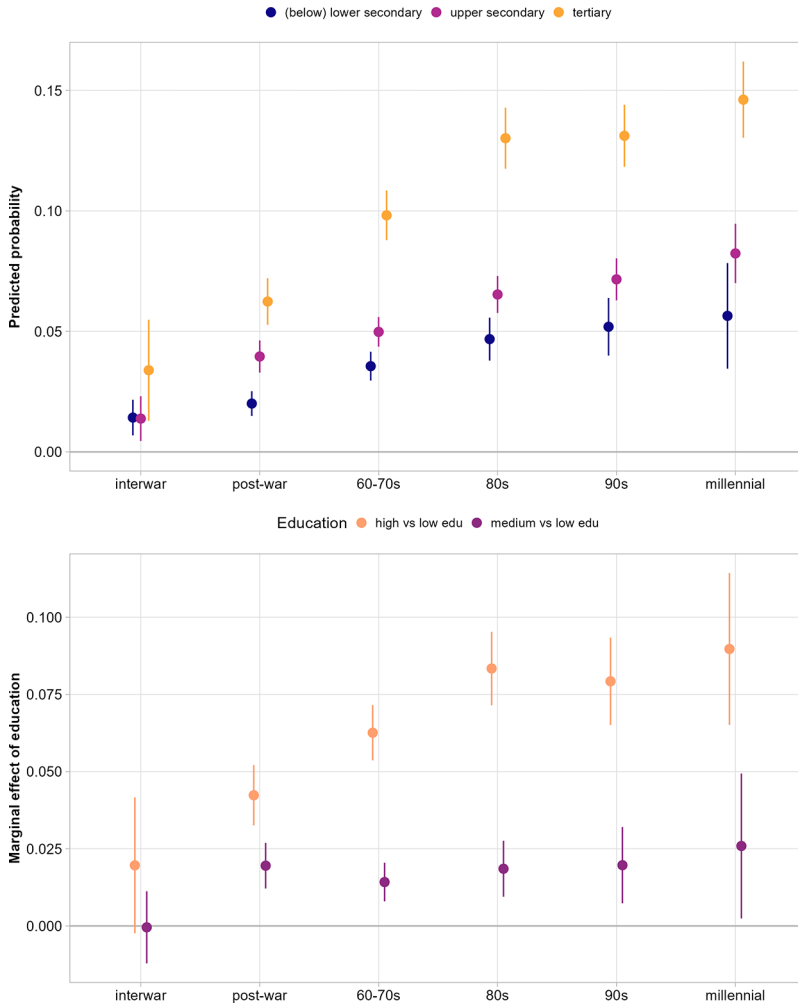 (below) lower secondary upper secondary tertiary
Predicted probability
0.15
0.10
0.05
0.00
interwar post-war 60-70s 80s 90s millennial
Education high vs low edu medium vs low edu
Marginal effect of education
0.100
0.075
0.050
0.025
0.000
interwar post-war 60-70s 80s 90s millennial